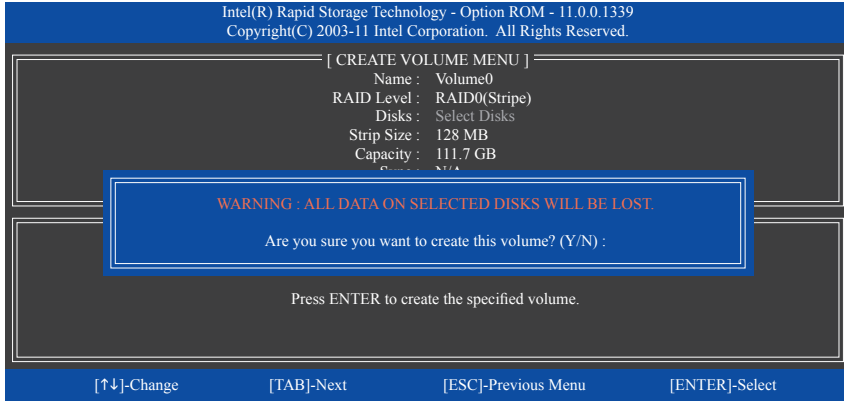 Intel(R) Rapid Storage Technology - Option ROM - 11.0.0.1339
Copyright(C) 2003-11 Intel Corporation. All Rights Reserved.
[ CREATE VOLUME MENU ]
Name : Volume0
RAID Level : RAID0(Stripe)
Disks : Select Disks
Strip Size : 128 MB
Capacity : 111.7 GB
WARNING : ALL DATA ON SELECTED DISKS WILL BE LOST.
Are you sure you want to create this volume? (Y/N) :
Press ENTER to create the specified volume.
[↑↓]-Change [TAB]-Next [ESC]-Previous Menu [ENTER]-Select